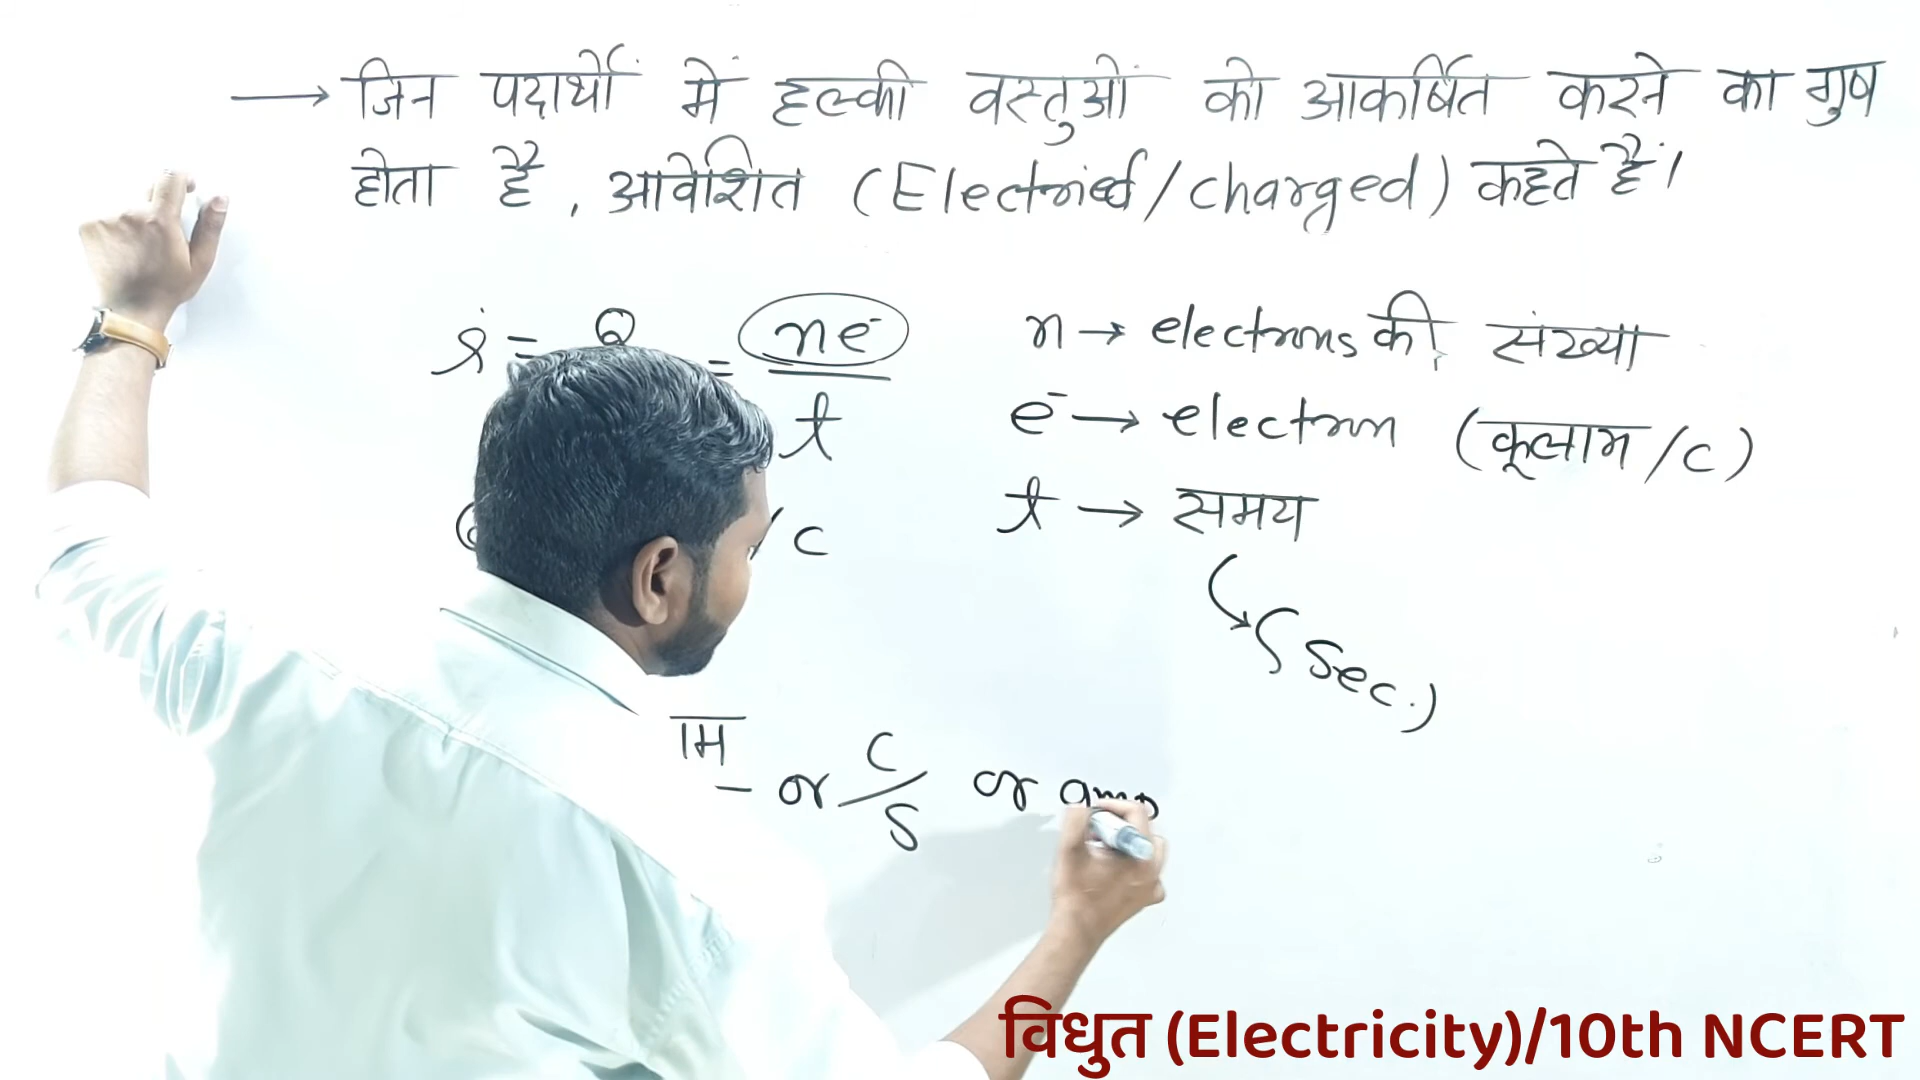 → जिन पदार्थों में हल्की वस्तुओं को आकर्षित करने का गुण
होता है , आवेशित (Electried/charged) कहते हैं।
i = Q = ne⁻
t
n → electrons की संख्या
e⁻ → electron (कूलाम /C)
t → समय
(Sec.)
/ C
ाम
— or C/S or amp
विधुत (Electricity)/10th NCERT